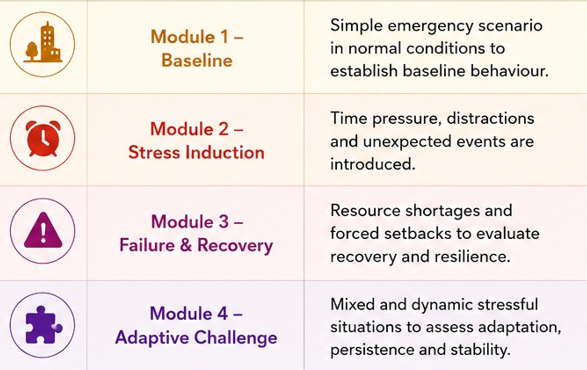 Module 1 –
Baseline
Simple emergency scenario
in normal conditions to
establish baseline behaviour.
Module 2 –
Stress Induction
Time pressure, distractions
and unexpected events are
introduced.
Module 3 –
Failure & Recovery
Resource shortages and
forced setbacks to evaluate
recovery and resilience.
Module 4 –
Adaptive Challenge
Mixed and dynamic stressful
situations to assess adaptation,
persistence and stability.